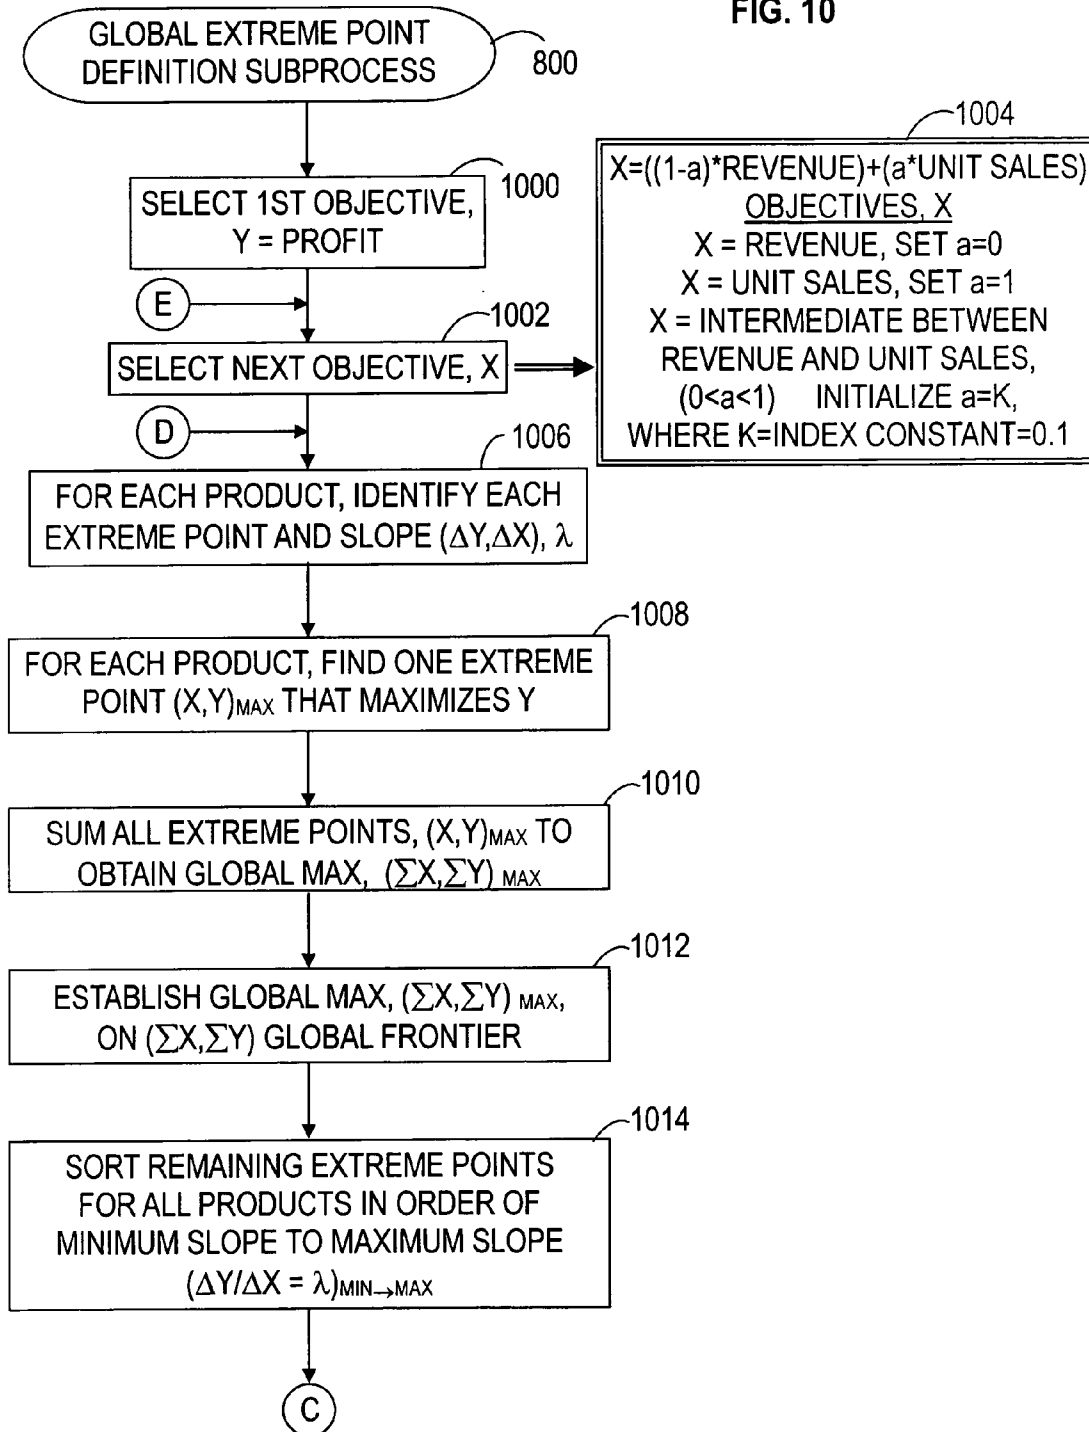 FIG. 10
GLOBAL EXTREME POINT
DEFINITION SUBPROCESS
800
1000
SELECT 1ST OBJECTIVE,
Y = PROFIT
E
1002
SELECT NEXT OBJECTIVE, X
1004
X=((1-a)*REVENUE)+(a*UNIT SALES)
OBJECTIVES, X
X = REVENUE, SET a=0
X = UNIT SALES, SET a=1
X = INTERMEDIATE BETWEEN
REVENUE AND UNIT SALES,
(0<a<1) INITIALIZE a=K,
WHERE K=INDEX CONSTANT=0.1
D
1006
FOR EACH PRODUCT, IDENTIFY EACH
EXTREME POINT AND SLOPE (ΔY,ΔX), λ
1008
FOR EACH PRODUCT, FIND ONE EXTREME
POINT (X,Y)MAX THAT MAXIMIZES Y
1010
SUM ALL EXTREME POINTS, (X,Y)MAX TO
OBTAIN GLOBAL MAX, (ΣX,ΣY) MAX
1012
ESTABLISH GLOBAL MAX, (ΣX,ΣY) MAX,
ON (ΣX,ΣY) GLOBAL FRONTIER
1014
SORT REMAINING EXTREME POINTS
FOR ALL PRODUCTS IN ORDER OF
MINIMUM SLOPE TO MAXIMUM SLOPE
(ΔY/ΔX = λ)MIN→MAX
C